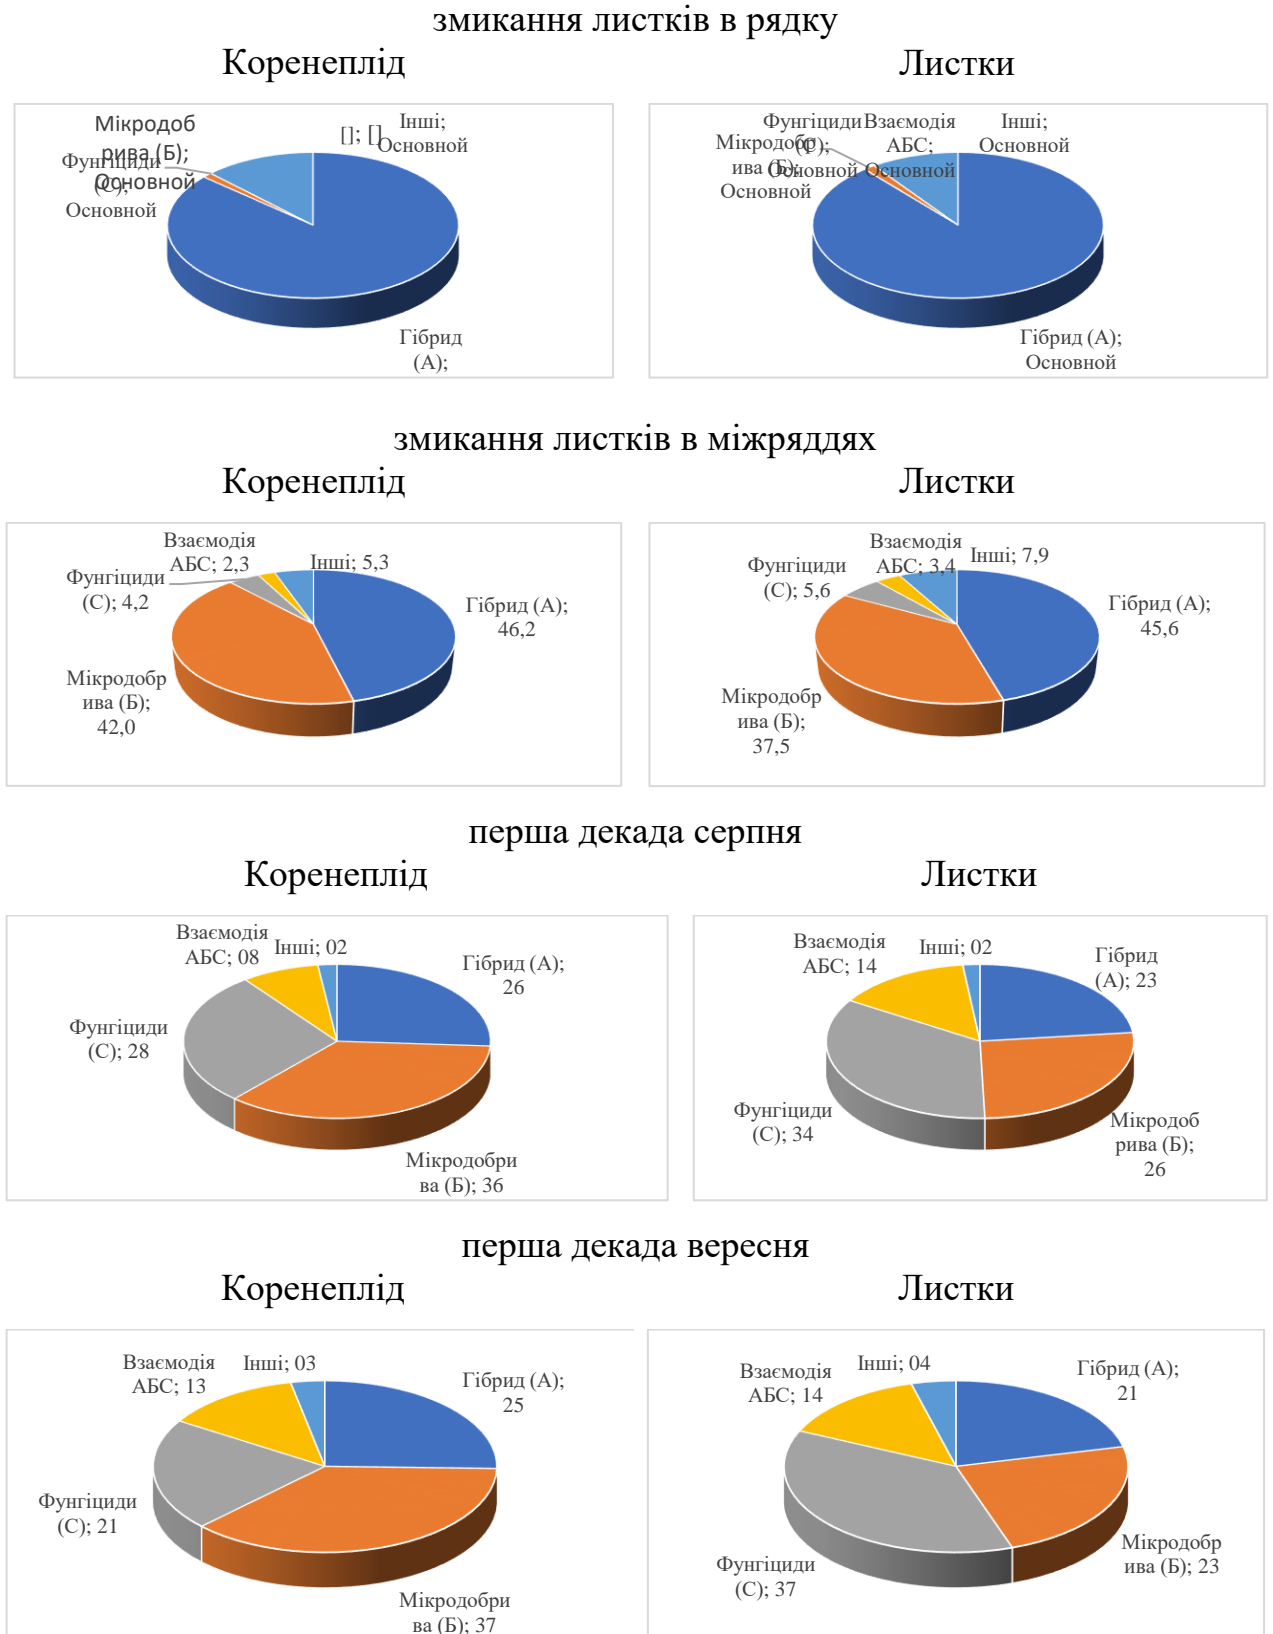 змикання листків в рядку
Коренеплід
Листки
Мікродоб
рива (Б);
Основной
Фунгіциди
(С);
Основной
[]; []
Інші;
Основной
Гібрид
(А);
Фунгіциди
(С);
Основной
Мікродобр
ива (Б);
Основной
Взаємодія
АБС;
Основной
Інші;
Основной
Гібрид (А);
Основной
змикання листків в міжряддях
Коренеплід
Листки
Взаємодія
АБС; 2,3
Інші; 5,3
Фунгіциди
(С); 4,2
Гібрид (А);
46,2
Мікродобр
ива (Б);
42,0
Взаємодія
АБС; 3,4
Інші; 7,9
Фунгіциди
(С); 5,6
Гібрид (А);
45,6
Мікродобр
ива (Б);
37,5
перша декада серпня
Коренеплід
Листки
Взаємодія
АБС; 08
Інші; 02
Гібрид (А);
26
Фунгіциди
(С); 28
Мікродобри
ва (Б); 36
Взаємодія
АБС; 14
Інші; 02
Гібрид
(А); 23
Фунгіциди
(С); 34
Мікродоб
рива (Б);
26
перша декада вересня
Коренеплід
Листки
Взаємодія
АБС; 13
Інші; 03
Гібрид (А);
25
Фунгіциди
(С); 21
Мікродобри
ва (Б); 37
Взаємодія
АБС; 14
Інші; 04
Гібрид (А);
21
Фунгіциди
(С); 37
Мікродобр
ива (Б); 23